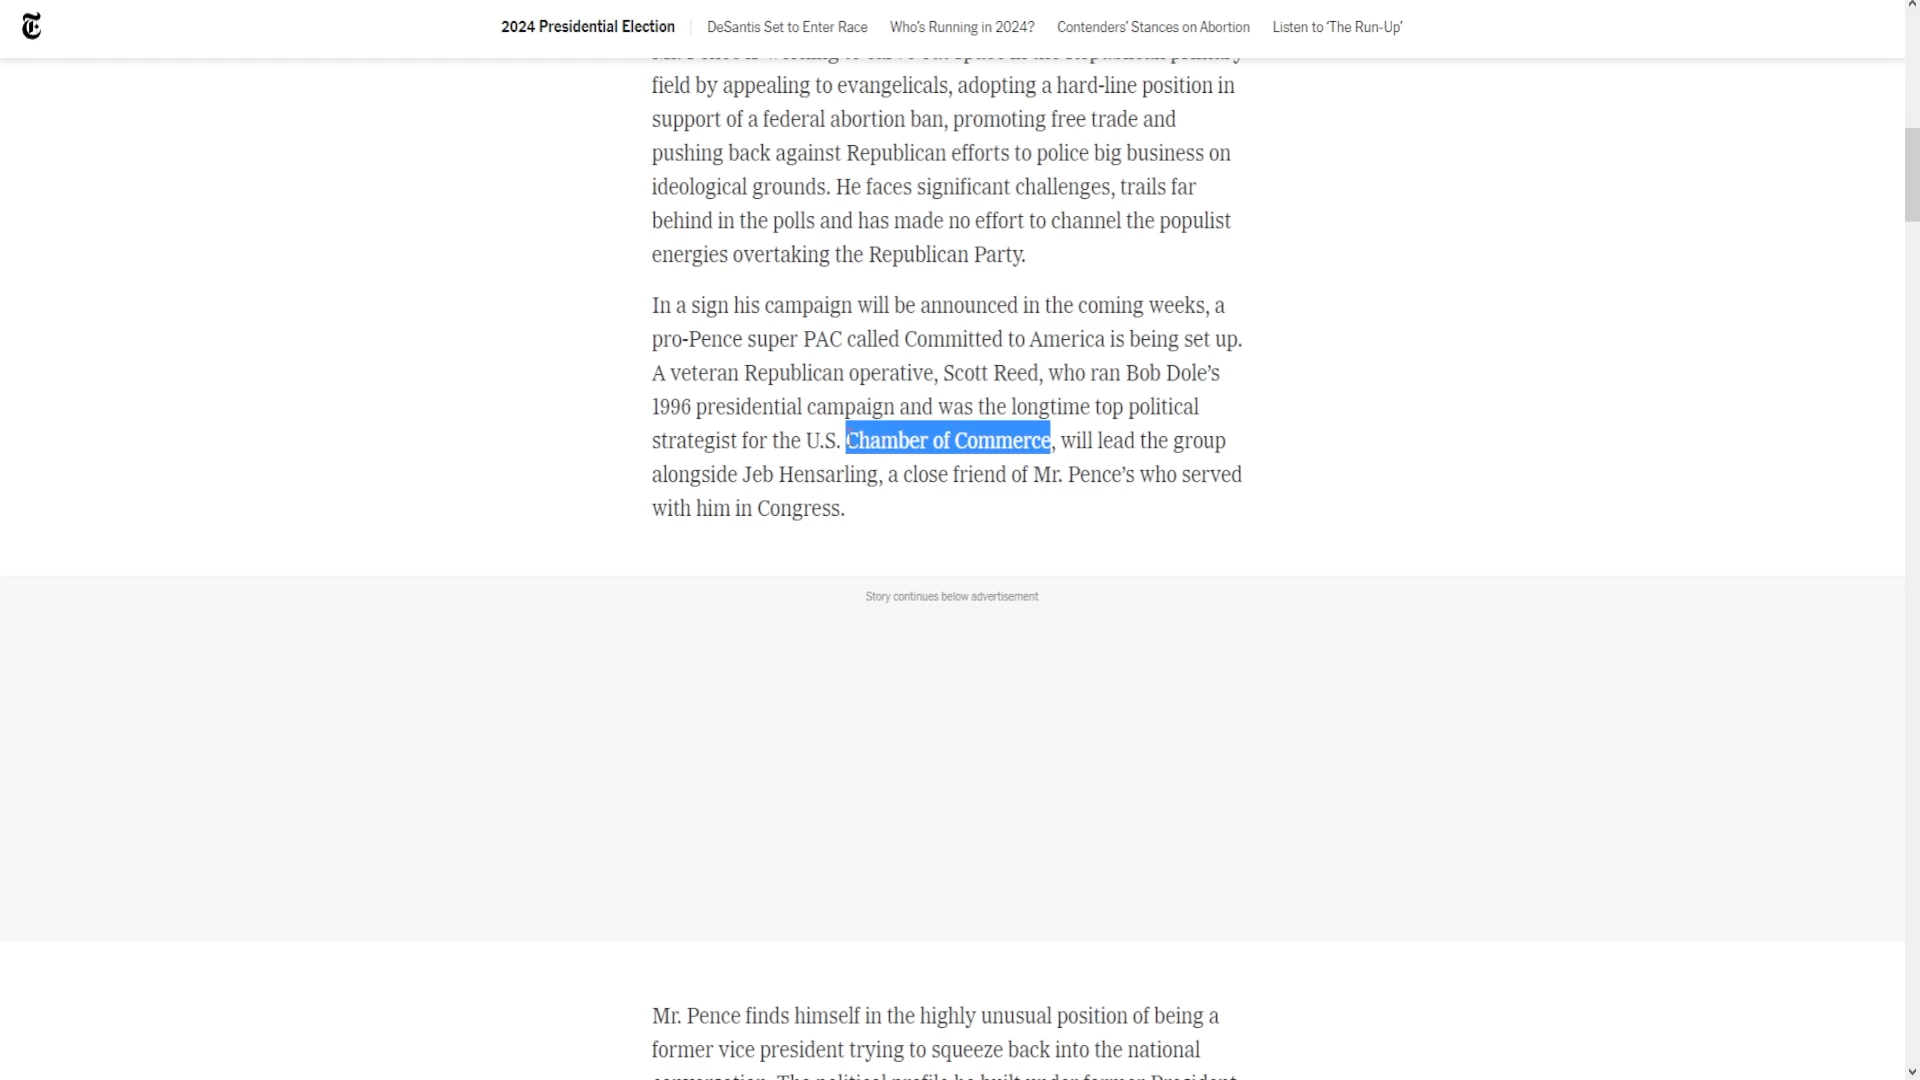 2024 Presidential Election DeSantis Set to Enter Race Who's Running in 2024? Contenders' Stances on Abortion Listen to 'The Run-Up'
field by appealing to evangelicals, adopting a hard-line position in
support of a federal abortion ban, promoting free trade and
pushing back against Republican efforts to police big business on
ideological grounds. He faces significant challenges, trails far
behind in the polls and has made no effort to channel the populist
energies overtaking the Republican Party.
In a sign his campaign will be announced in the coming weeks, a
pro-Pence super PAC called Committed to America is being set up.
A veteran Republican operative, Scott Reed, who ran Bob Dole’s
1996 presidential campaign and was the longtime top political
strategist for the U.S. Chamber of Commerce, will lead the group
alongside Jeb Hensarling, a close friend of Mr. Pence’s who served
with him in Congress.
Story continues below advertisement
Mr. Pence finds himself in the highly unusual position of being a
former vice president trying to squeeze back into the national